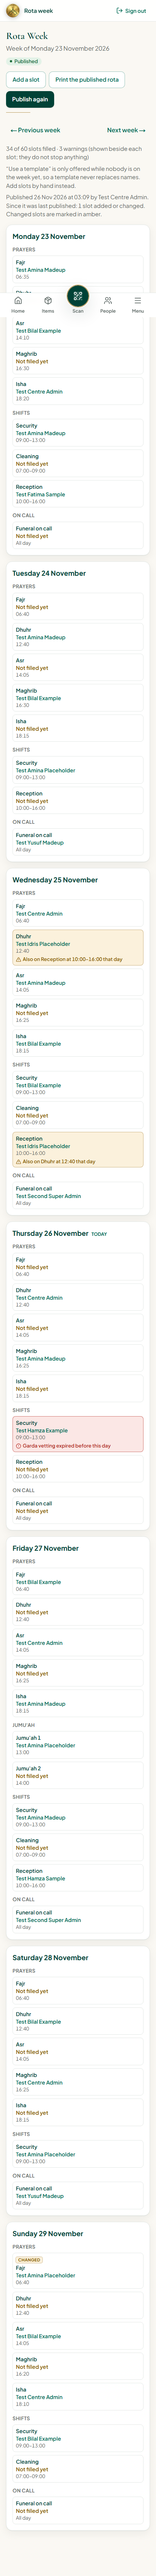 Rota week
Sign out
Rota Week
Week of Monday 23 November 2026
Published
Add a slot
Print the published rota
Publish again
Previous week
Next week
34 of 60 slots filled · 3 warnings (shown beside each slot; they do not stop anything)
"Use a template" is only offered while nobody is on the week yet, so a template never replaces names. Add slots by hand instead.
Published 26 Nov 2026 at 03:09 by Test Centre Admin. Since it was last published: 1 slot added or changed. Changed slots are marked in amber.
Monday 23 November
PRAYERS
Fajr
Test Amina Madeup
06:35
Home
Items
Scan
People
Menu
Asr
Test Bilal Example
14:10
Maghrib
Not filled yet
16:30
Isha
Test Centre Admin
18:20
SHIFTS
Security
Test Amina Madeup
09:00–13:00
Cleaning
Not filled yet
07:00–09:00
Reception
Test Fatima Sample
10:00–16:00
ON CALL
Funeral on call
Not filled yet
All day
Tuesday 24 November
PRAYERS
Fajr
Not filled yet
06:40
Dhuhr
Test Amina Madeup
12:40
Asr
Not filled yet
14:05
Maghrib
Test Bilal Example
16:30
Isha
Not filled yet
18:15
SHIFTS
Security
Test Amina Placeholder
09:00–13:00
Reception
Not filled yet
10:00–16:00
ON CALL
Funeral on call
Test Yusuf Madeup
All day
Wednesday 25 November
PRAYERS
Fajr
Test Centre Admin
06:40
Dhuhr
Test Idris Placeholder
12:40
Also on Reception at 10:00–16:00 that day
Asr
Test Amina Madeup
14:05
Maghrib
Not filled yet
16:25
Isha
Test Bilal Example
18:15
SHIFTS
Security
Test Bilal Example
09:00–13:00
Cleaning
Not filled yet
07:00–09:00
Reception
Test Idris Placeholder
10:00–16:00
Also on Dhuhr at 12:40 that day
ON CALL
Funeral on call
Test Second Super Admin
All day
Thursday 26 November TODAY
PRAYERS
Fajr
Not filled yet
06:40
Dhuhr
Test Centre Admin
12:40
Asr
Not filled yet
14:05
Maghrib
Test Amina Madeup
16:25
Isha
Not filled yet
18:15
SHIFTS
Security
Test Hamza Example
09:00–13:00
Garda vetting expired before this day
Reception
Not filled yet
10:00–16:00
ON CALL
Funeral on call
Not filled yet
All day
Friday 27 November
PRAYERS
Fajr
Test Bilal Example
06:40
Dhuhr
Not filled yet
12:40
Asr
Test Centre Admin
14:05
Maghrib
Not filled yet
16:25
Isha
Test Amina Madeup
18:15
JUMU'AH
Jumu'ah 1
Test Amina Placeholder
13:00
Jumu'ah 2
Not filled yet
14:00
SHIFTS
Security
Test Amina Madeup
09:00–13:00
Cleaning
Not filled yet
07:00–09:00
Reception
Test Hamza Sample
10:00–16:00
ON CALL
Funeral on call
Test Second Super Admin
All day
Saturday 28 November
PRAYERS
Fajr
Not filled yet
06:40
Dhuhr
Test Bilal Example
12:40
Asr
Not filled yet
14:05
Maghrib
Test Centre Admin
16:25
Isha
Test Bilal Example
18:15
SHIFTS
Security
Test Amina Placeholder
09:00–13:00
ON CALL
Funeral on call
Test Yusuf Madeup
All day
Sunday 29 November
PRAYERS
CHANGED
Fajr
Test Amina Placeholder
06:40
Dhuhr
Not filled yet
12:40
Asr
Test Bilal Example
14:05
Maghrib
Not filled yet
16:20
Isha
Test Centre Admin
18:10
SHIFTS
Security
Test Bilal Example
09:00–13:00
Cleaning
Not filled yet
07:00–09:00
ON CALL
Funeral on call
Not filled yet
All day